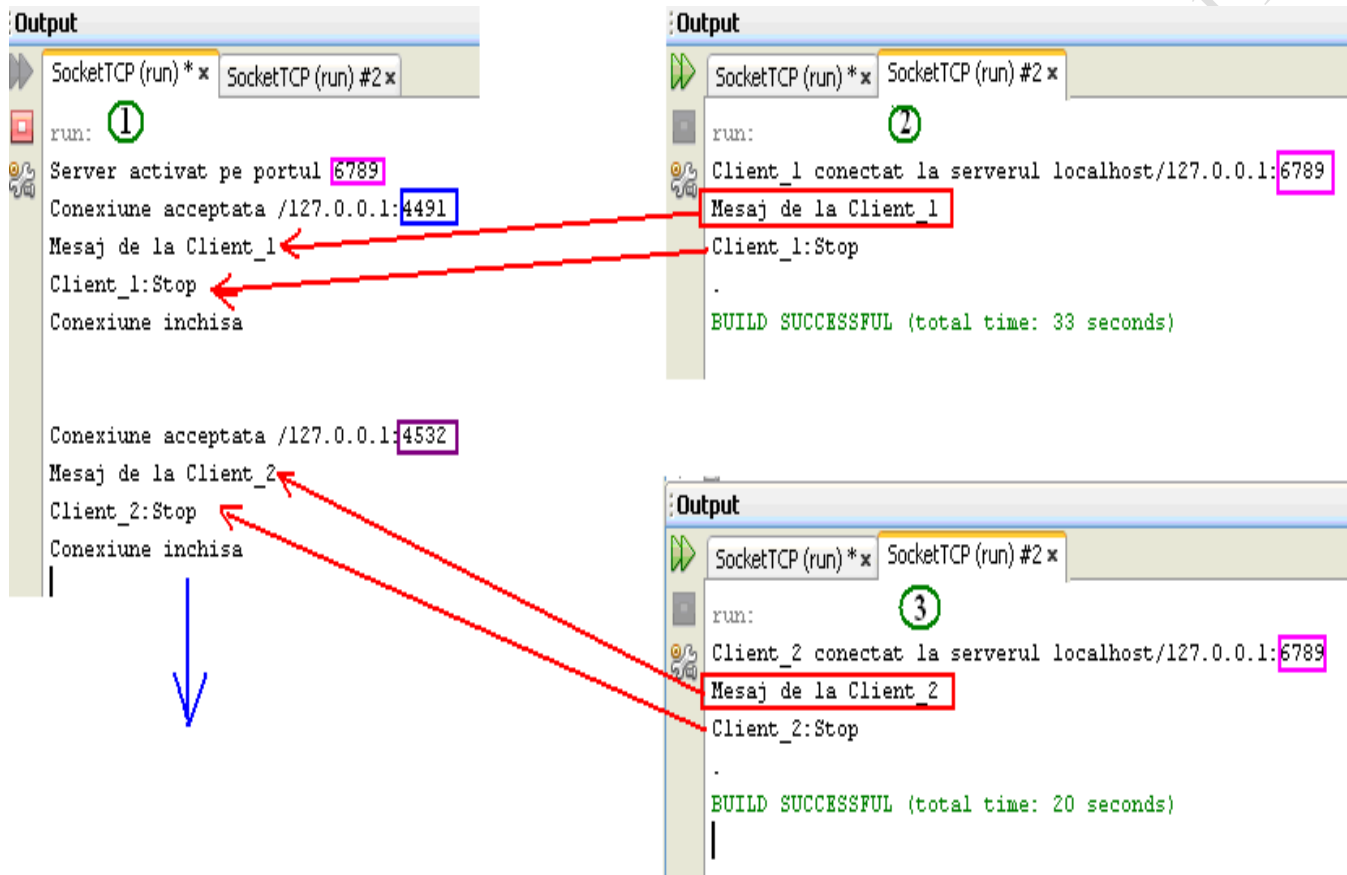 Output
SocketTCP (run) * x SocketTCP (run) #2 x
1
run:
Server activat pe portul 6789
Conexiune acceptata /127.0.0.1:4491
Mesaj de la Client_1
Client_1:Stop
Conexiune inchisa
Conexiune acceptata /127.0.0.1:4532
Mesaj de la Client_2
Client_2:Stop
Conexiune inchisa
Output
SocketTCP (run) * x SocketTCP (run) #2 x
2
run:
Client_1 conectat la serverul localhost/127.0.0.1:6789
Mesaj de la Client_1
Client_1:Stop
.
BUILD SUCCESSFUL (total time: 33 seconds)
Output
SocketTCP (run) * x SocketTCP (run) #2 x
3
run:
Client_2 conectat la serverul localhost/127.0.0.1:6789
Mesaj de la Client_2
Client_2:Stop
.
BUILD SUCCESSFUL (total time: 20 seconds)